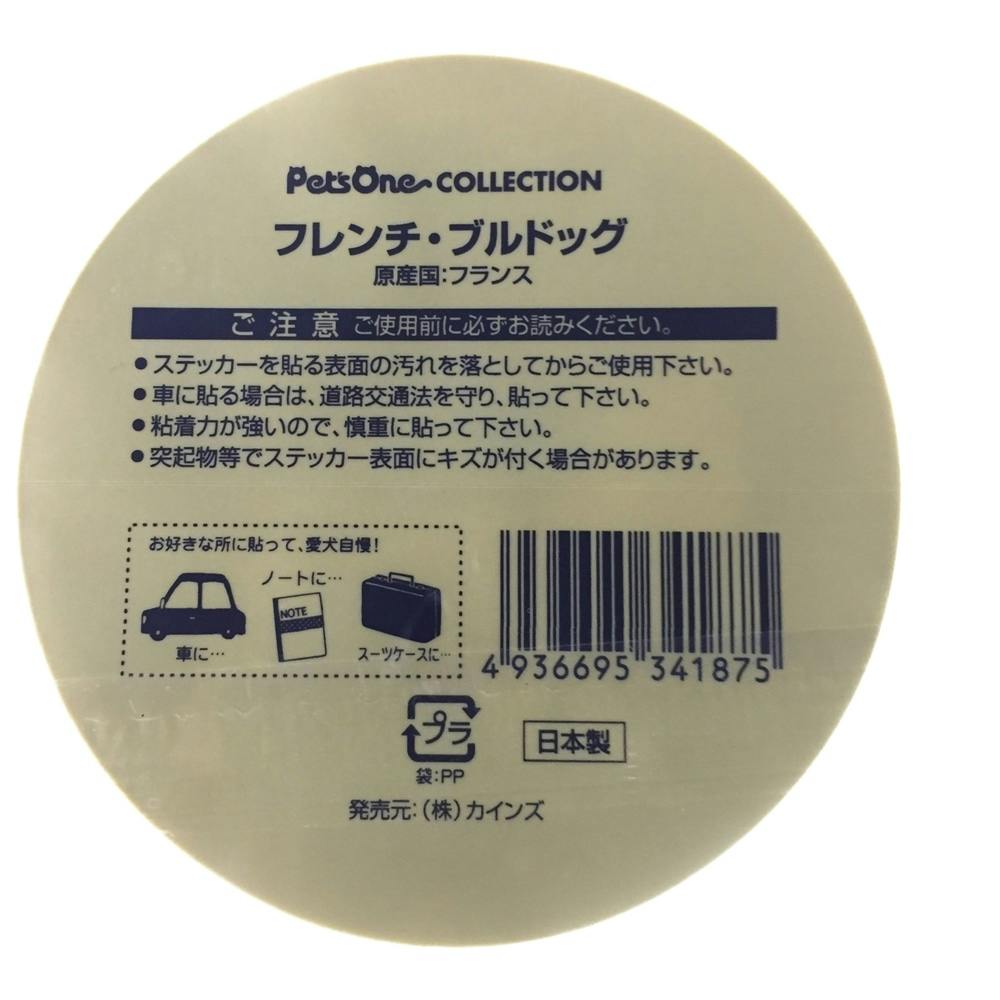 Pet'sOne COLLECTION
フレンチ・ブルドッグ
原産国:フランス
ご注意 ご使用前に必ずお読みください。
●ステッカーを貼る表面の汚れを落としてからご使用下さい。
●車に貼る場合は、道路交通法を守り、貼って下さい。
●粘着力が強いので、慎重に貼って下さい。
●突起物等でステッカー表面にキズが付く場合があります。
お好きな所に貼って、愛犬自慢!
ノートに…
NOTE
車に…
スーツケースに…
4 936695 341875
プラ
袋:PP
日本製
発売元:(株)カインズ